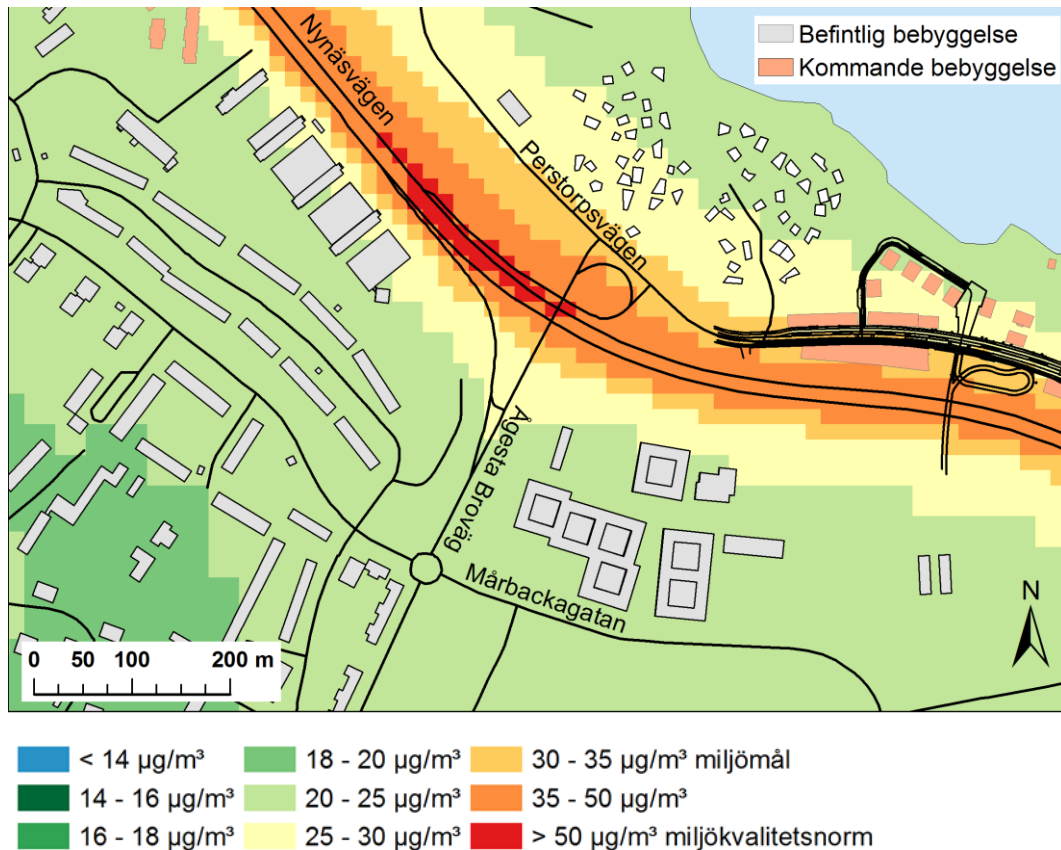 Befintlig bebyggelse
Kommande bebyggelse
Nynäsvägen
Perstorpsvägen
Ågesta Broväg
Mårbackagatan
N
0 50 100 200 m
< 14 µg/m³
14 - 16 µg/m³
16 - 18 µg/m³
18 - 20 µg/m³
20 - 25 µg/m³
25 - 30 µg/m³
30 - 35 µg/m³ miljömål
35 - 50 µg/m³
> 50 µg/m³ miljökvalitetsnorm